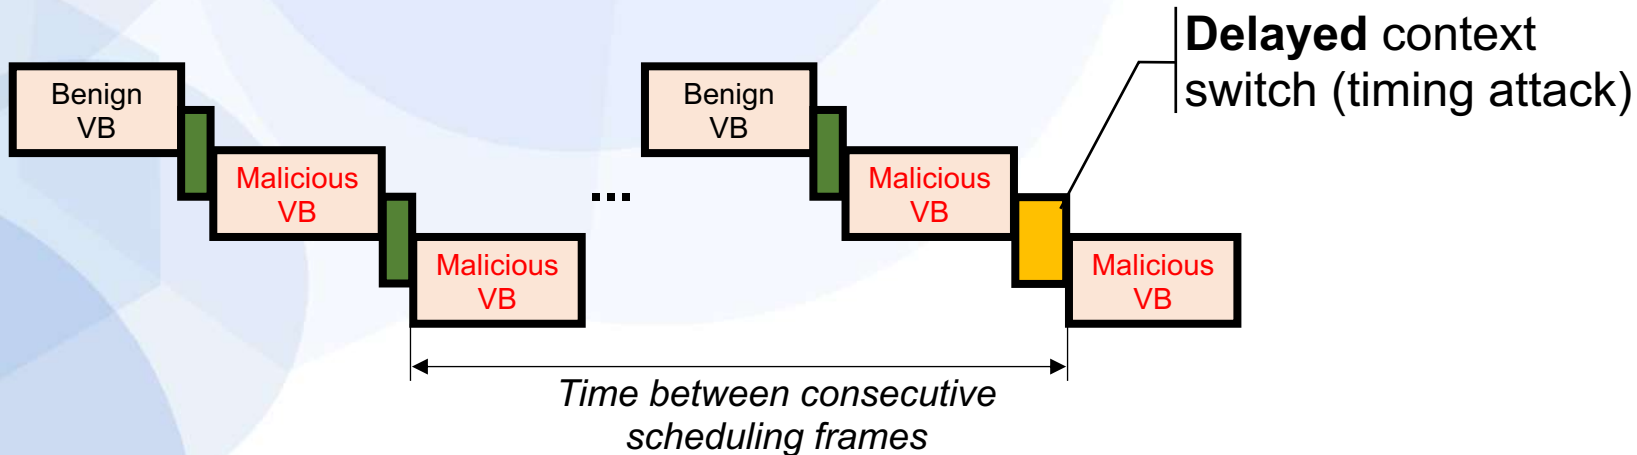 Delayed context
switch (timing attack)
Benign
VB
Malicious
VB
Malicious
VB
...
Benign
VB
Malicious
VB
Malicious
VB
Time between consecutive
scheduling frames